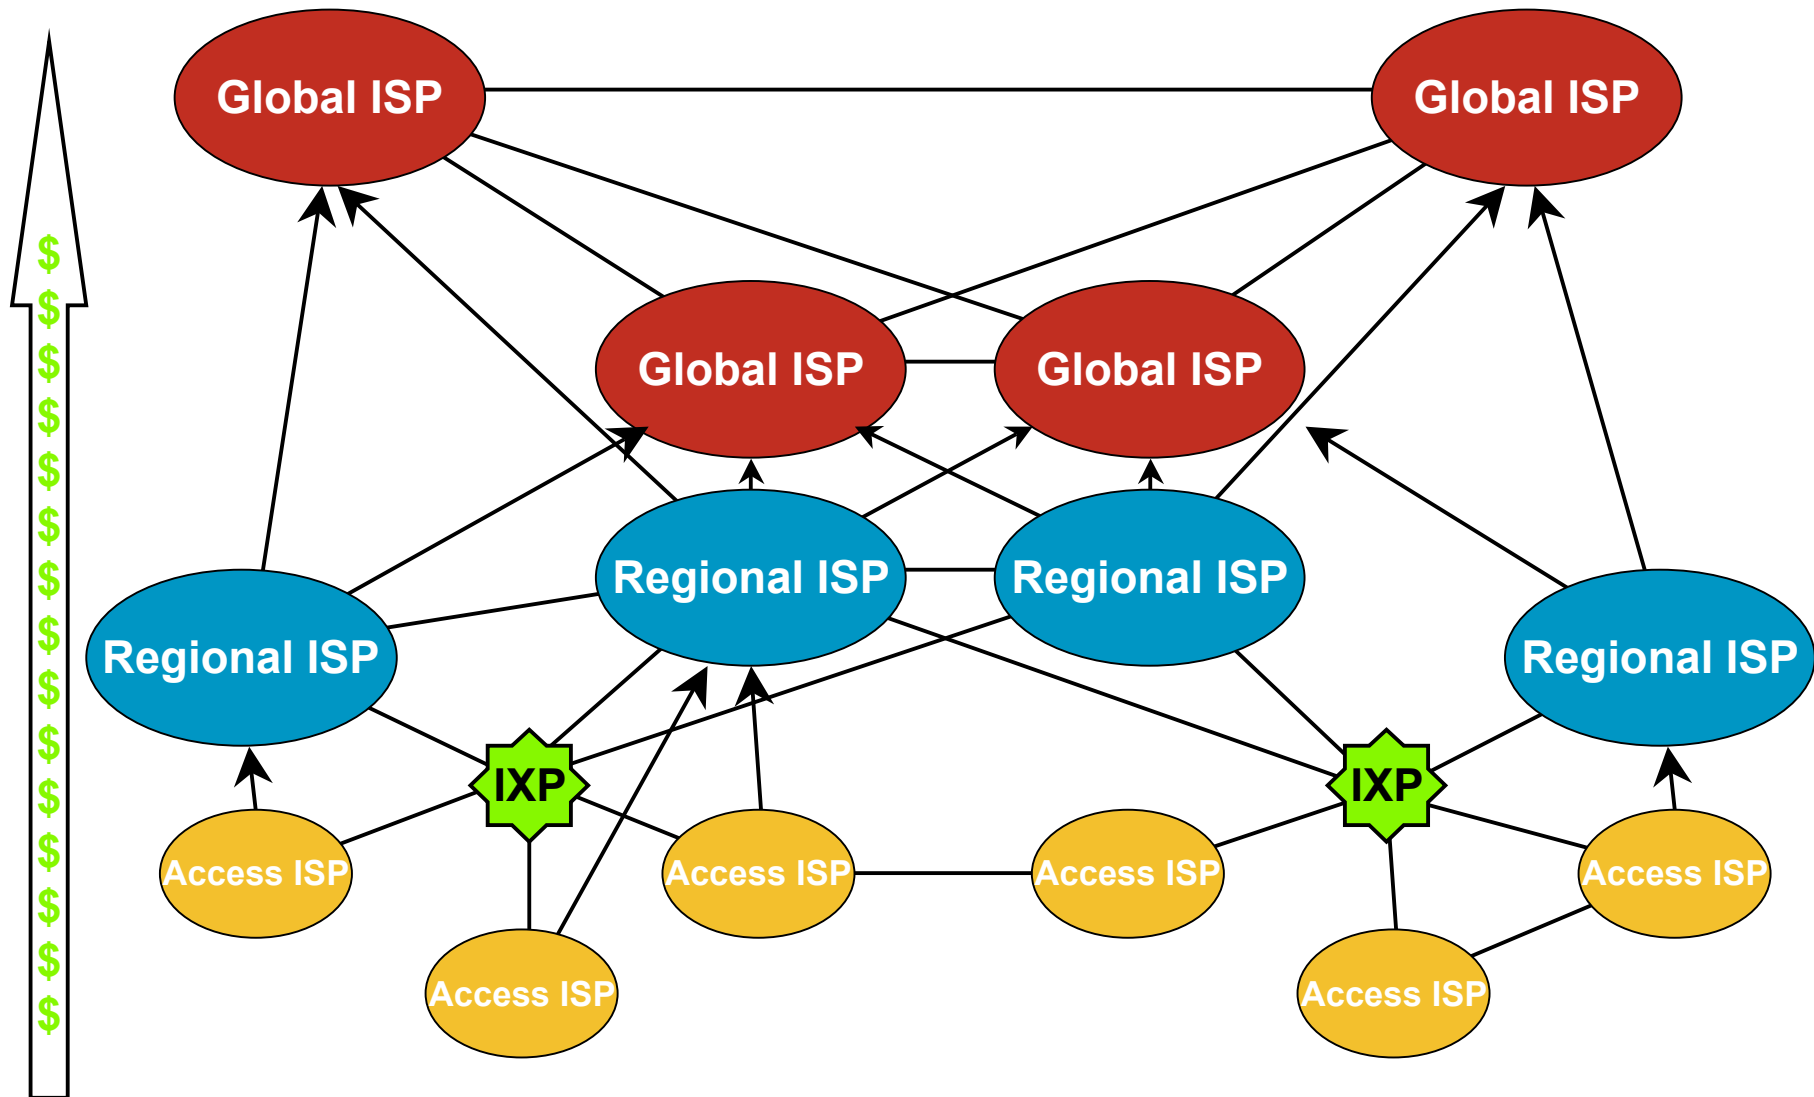 Global ISP
Global ISP
$
$
$
Global ISP
Global ISP
$
$
$
Regional ISP
Regional ISP
$
$
Regional ISP
Regional ISP
$
$
IXP
IXP
$
$
Access ISP
Access ISP
Access ISP
Access ISP
$
$
Access ISP
Access ISP
$